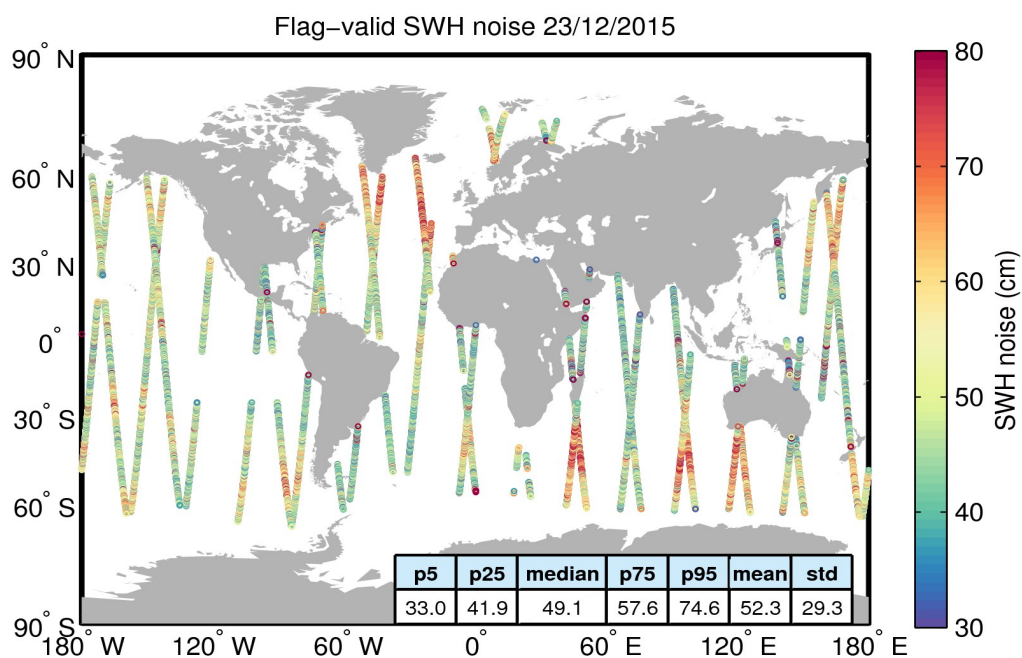 Flag−valid SWH noise 23/12/2015
90° N
60° N
30° N
0°
30° S
60° S
90° S
180° W
120° W
60° W
0°
60° E
120° E
180° E
80
70
60
50
40
30
SWH noise (cm)
p5 p25 median p75 p95 mean std
33.0 41.9 49.1 57.6 74.6 52.3 29.3